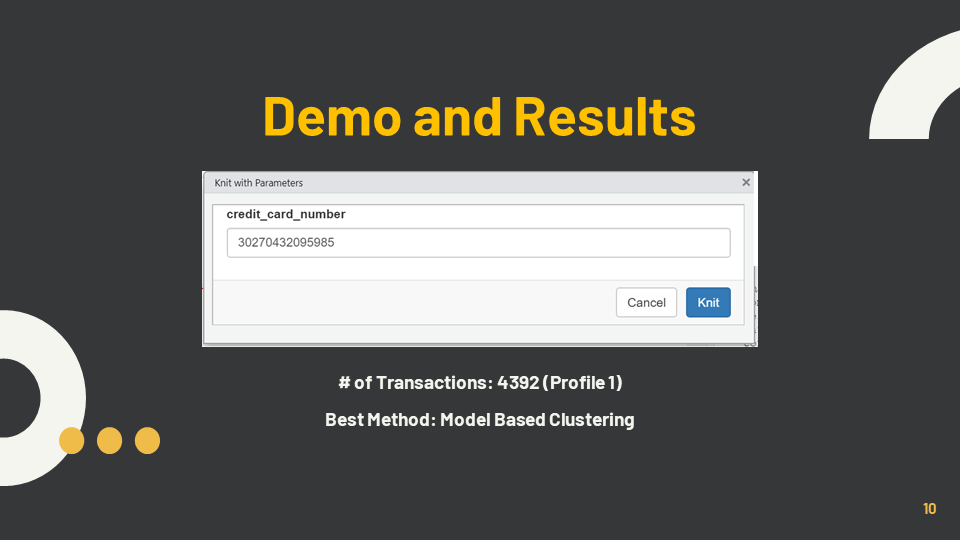 Demo and Results
Knit with Parameters
credit_card_number
30270432095985
Cancel Knit
# of Transactions: 4392 (Profile 1)
Best Method: Model Based Clustering
10